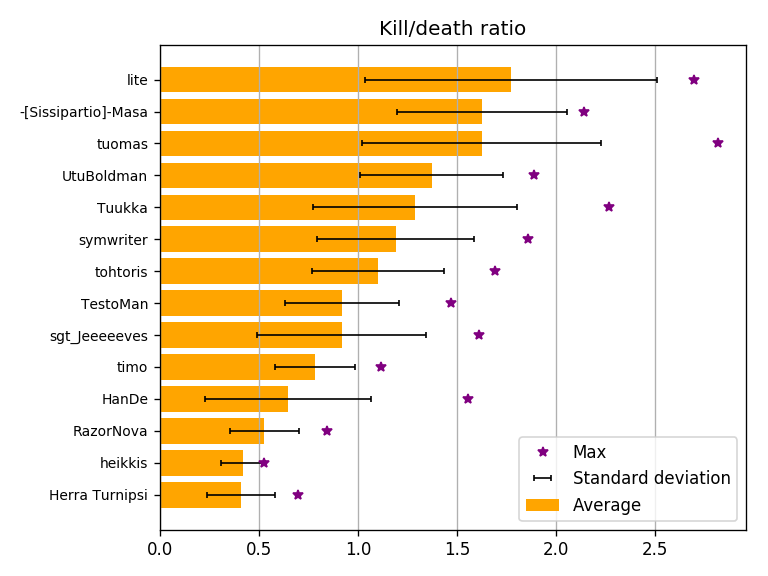 Kill/death ratio
lite
-[Sissipartio]-Masa
tuomas
UtuBoldman
Tuukka
symwriter
tohtoris
TestoMan
sgt_Jeeeeeves
timo
HanDe
RazorNova
heikkis
Herra Turnipsi
Max
Standard deviation
Average
0.0 0.5 1.0 1.5 2.0 2.5